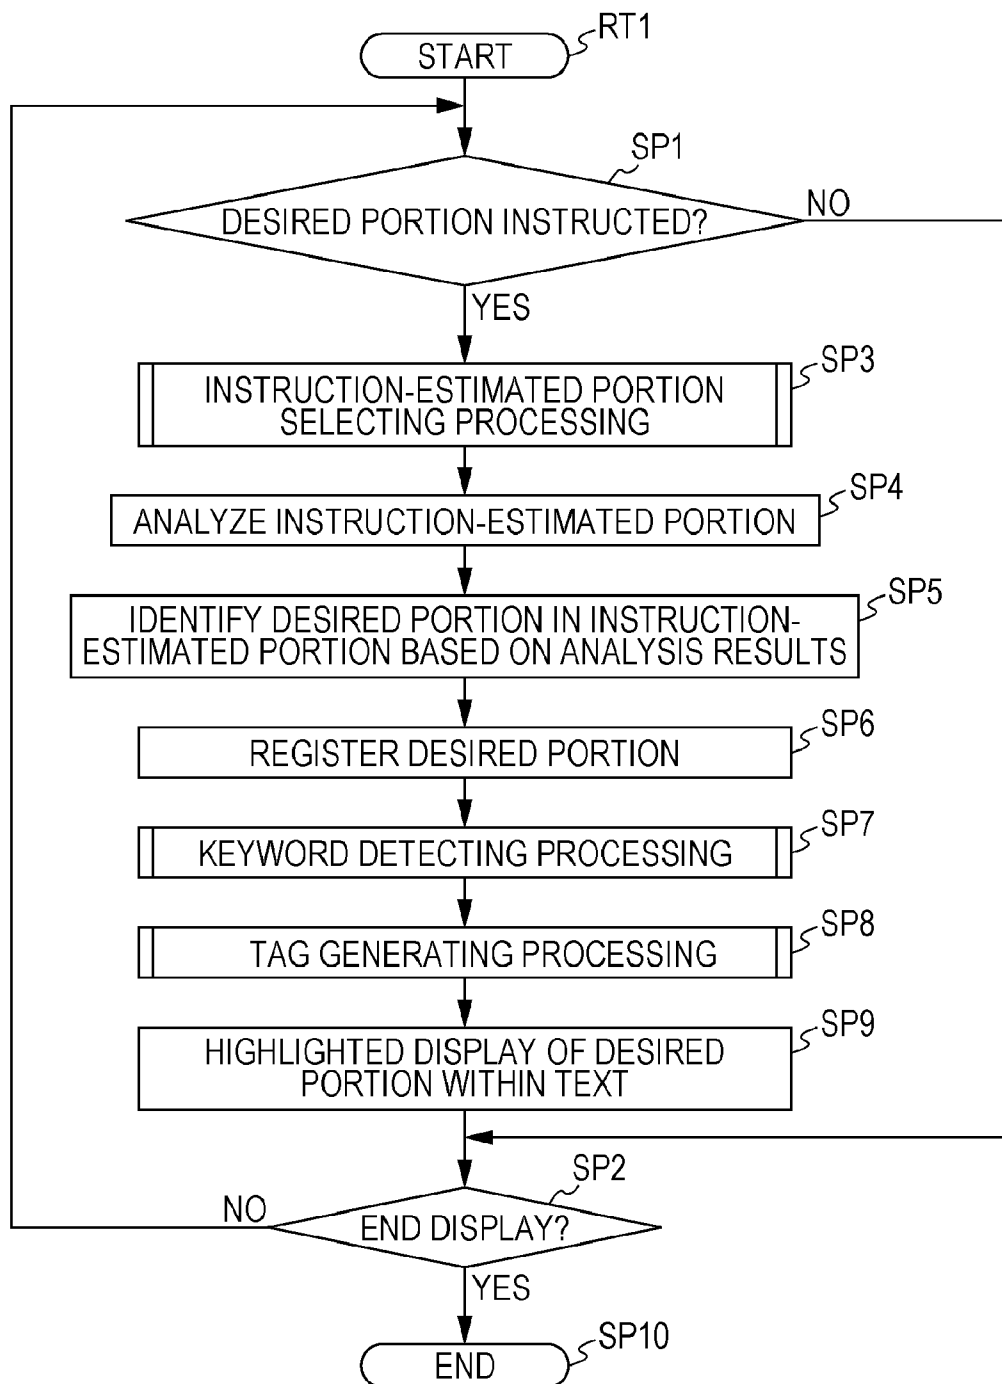 START
RT1
SP1
DESIRED PORTION INSTRUCTED?
NO
YES
SP3
INSTRUCTION-ESTIMATED PORTION
SELECTING PROCESSING
SP4
ANALYZE INSTRUCTION-ESTIMATED PORTION
SP5
IDENTIFY DESIRED PORTION IN INSTRUCTION-
ESTIMATED PORTION BASED ON ANALYSIS RESULTS
SP6
REGISTER DESIRED PORTION
SP7
KEYWORD DETECTING PROCESSING
SP8
TAG GENERATING PROCESSING
SP9
HIGHLIGHTED DISPLAY OF DESIRED
PORTION WITHIN TEXT
SP2
NO
END DISPLAY?
YES
SP10
END